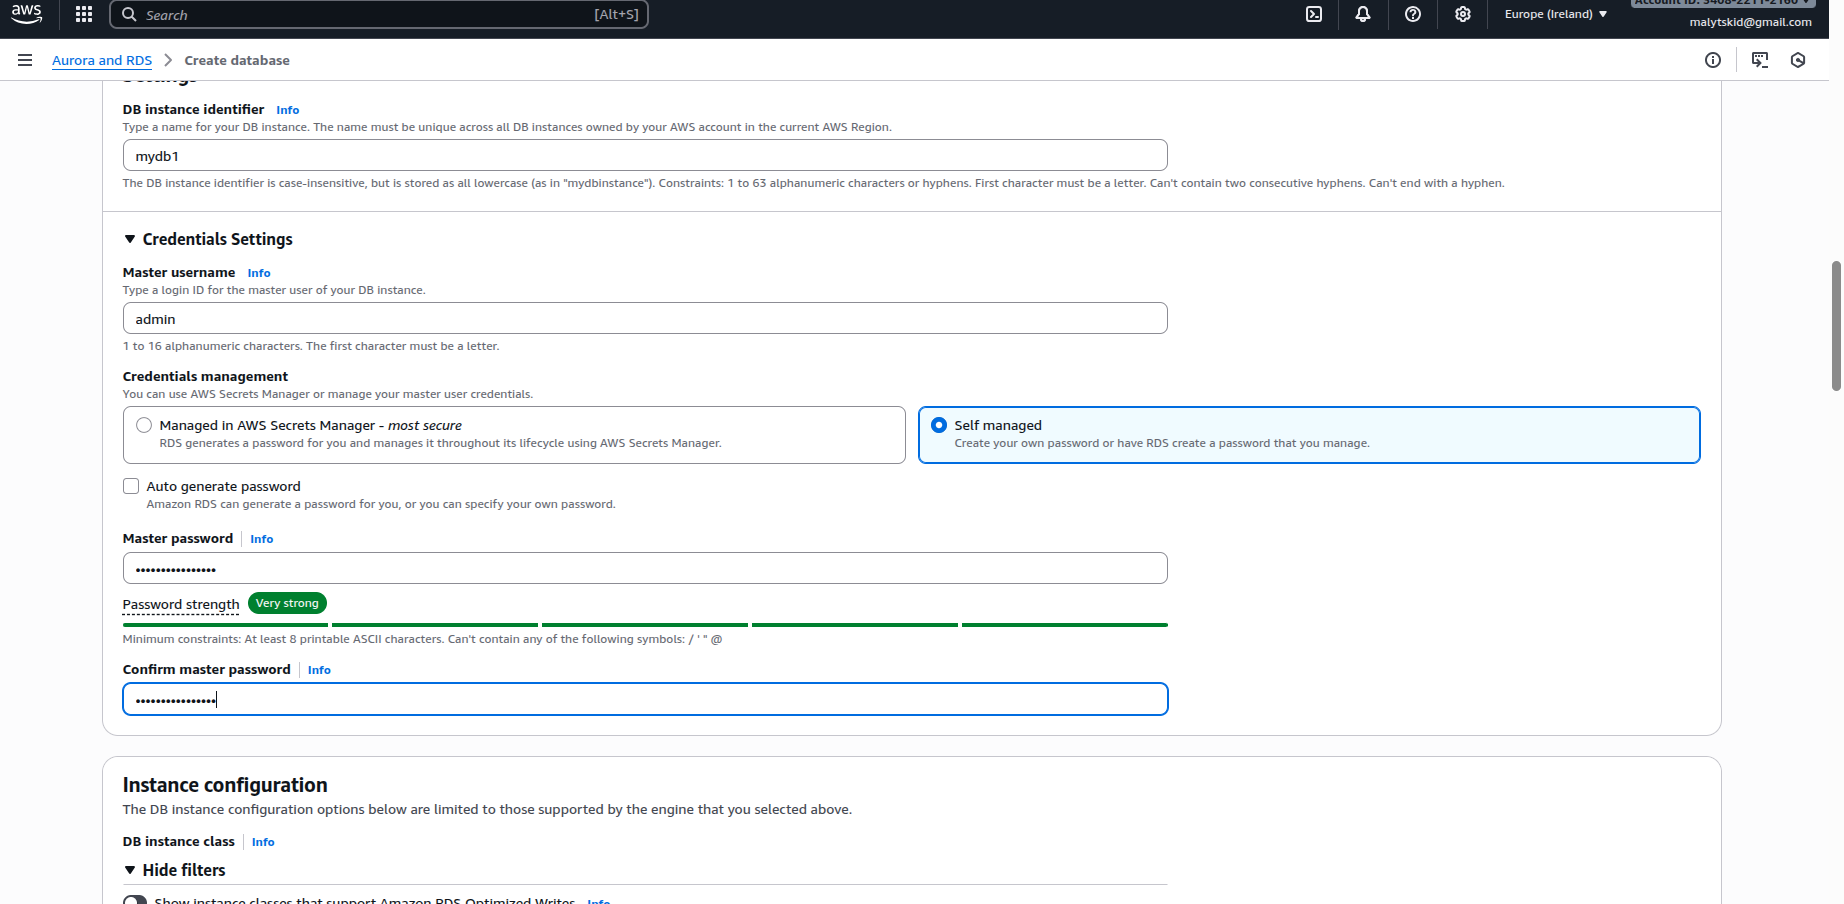 aws
Search
[Alt+S]
Europe (Ireland)
malytskid@gmail.com
Aurora and RDS
Create database
Settings
DB instance identifier Info
Type a name for your DB instance. The name must be unique across all DB instances owned by your AWS account in the current AWS Region.
mydb1
The DB instance identifier is case-insensitive, but is stored as all lowercase (as in "mydbinstance"). Constraints: 1 to 63 alphanumeric characters or hyphens. First character must be a letter. Can't contain two consecutive hyphens. Can't end with a hyphen.
Credentials Settings
Master username Info
Type a login ID for the master user of your DB instance.
admin
1 to 16 alphanumeric characters. The first character must be a letter.
Credentials management
You can use AWS Secrets Manager or manage your master user credentials.
Managed in AWS Secrets Manager - most secure
RDS generates a password for you and manages it throughout its lifecycle using AWS Secrets Manager.
Self managed
Create your own password or have RDS create a password that you manage.
Auto generate password
Amazon RDS can generate a password for you, or you can specify your own password.
Master password Info
••••••••••••••••
Password strength Very strong
Minimum constraints: At least 8 printable ASCII characters. Can't contain any of the following symbols: / ' " @
Confirm master password Info
••••••••••••••••
Instance configuration
The DB instance configuration options below are limited to those supported by the engine that you selected above.
DB instance class Info
Hide filters
Show instance classes that support Amazon RDS Optimized Writes Info